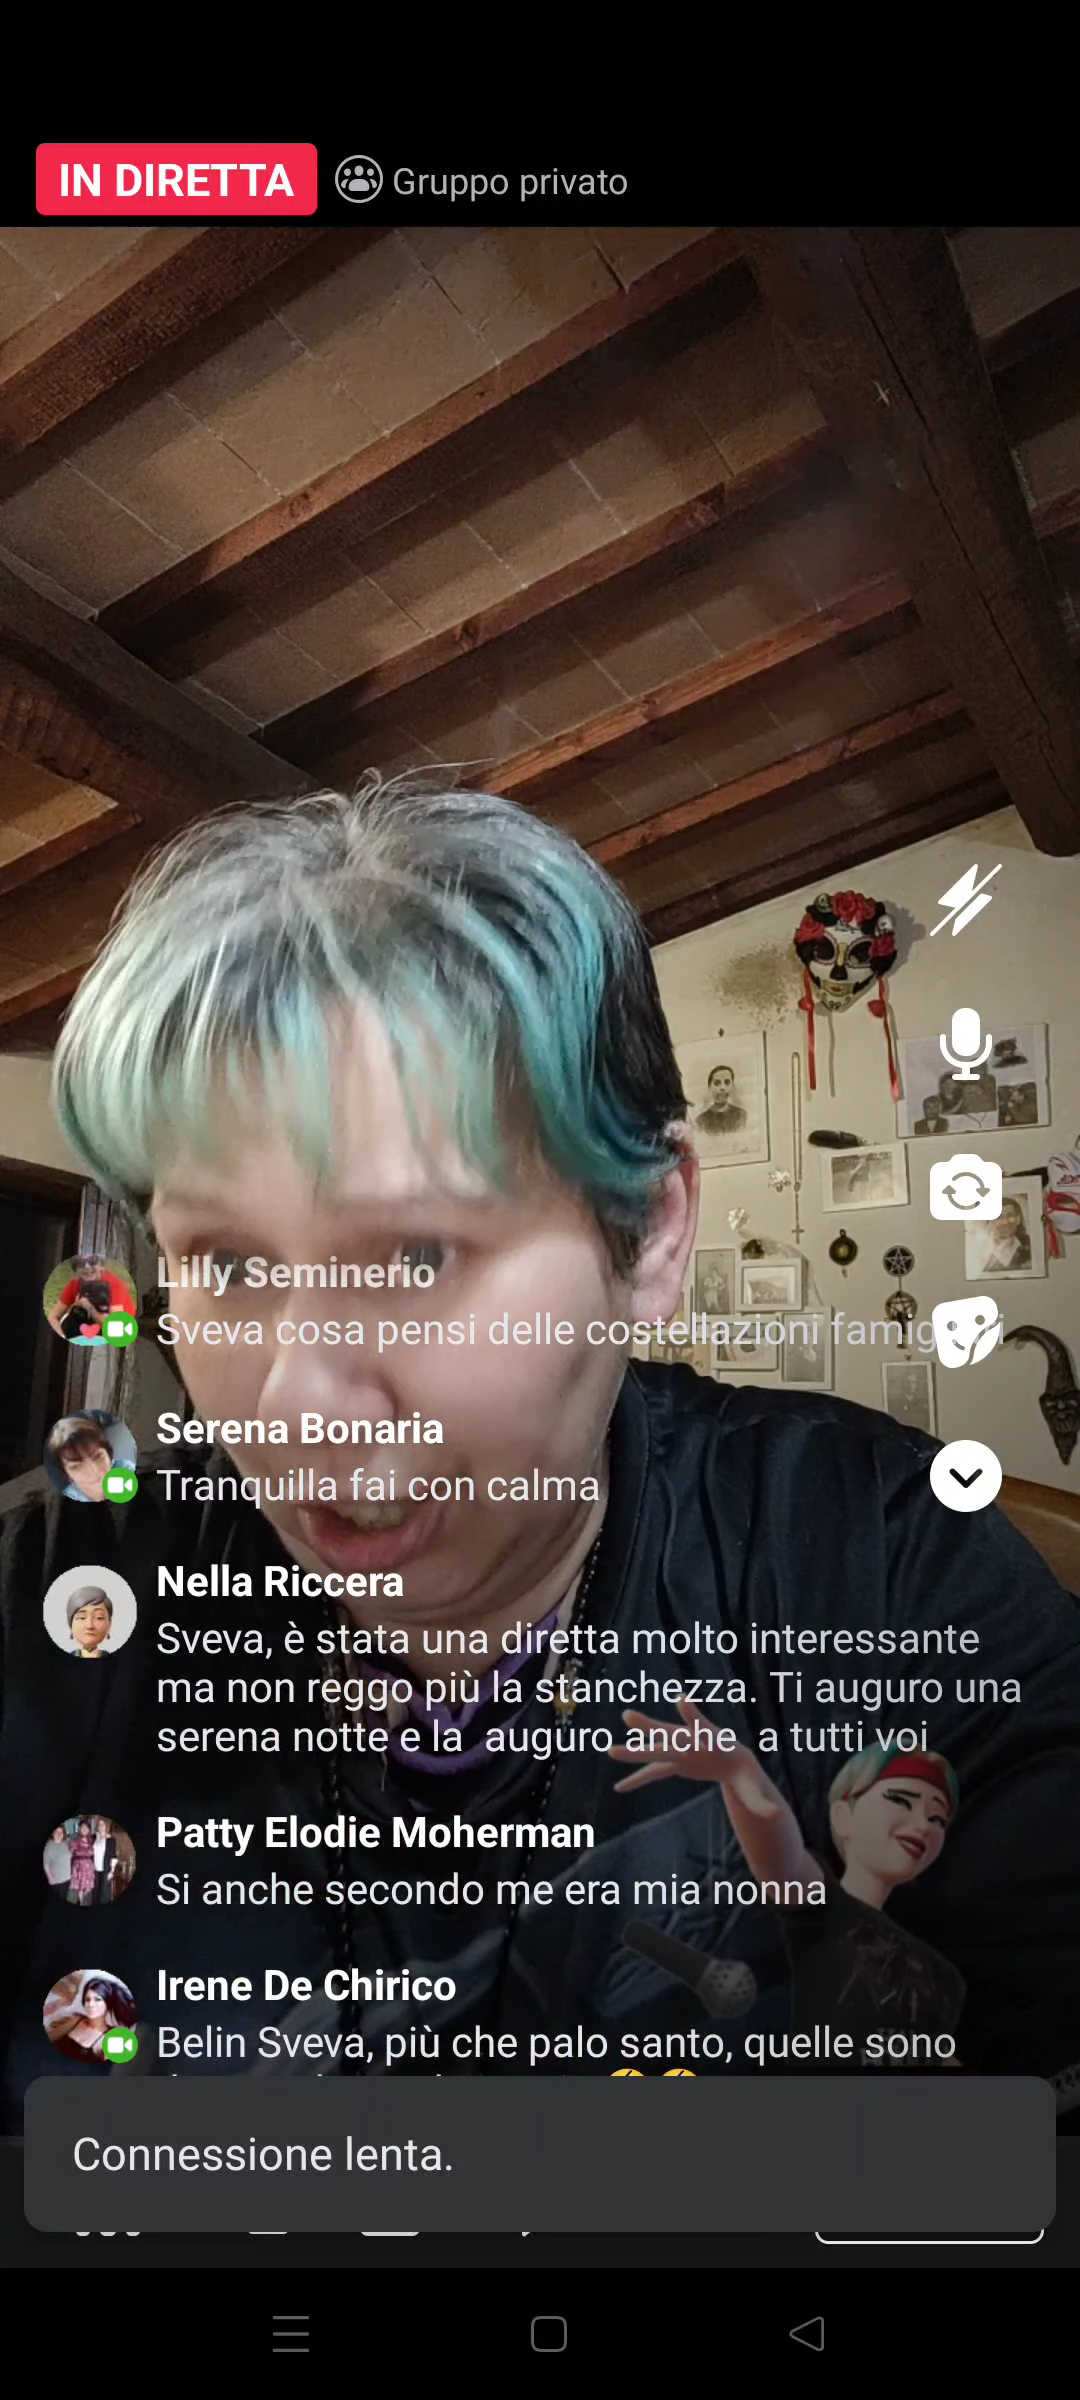 IN DIRETTA
Gruppo privato
Lilly Seminerio
Sveva cosa pensi delle costellazioni
Serena Bonaria
Tranquilla fai con calma
Nella Riccera
Sveva, è stata una diretta molto interessante
ma non reggo più la stanchezza. Ti auguro una
serena notte e la auguro anche a tutti voi
Patty Elodie Moherman
Si anche secondo me era mia nonna
Irene De Chirico
Belin Sveva, più che palo santo, quelle sono
Connessione lenta.